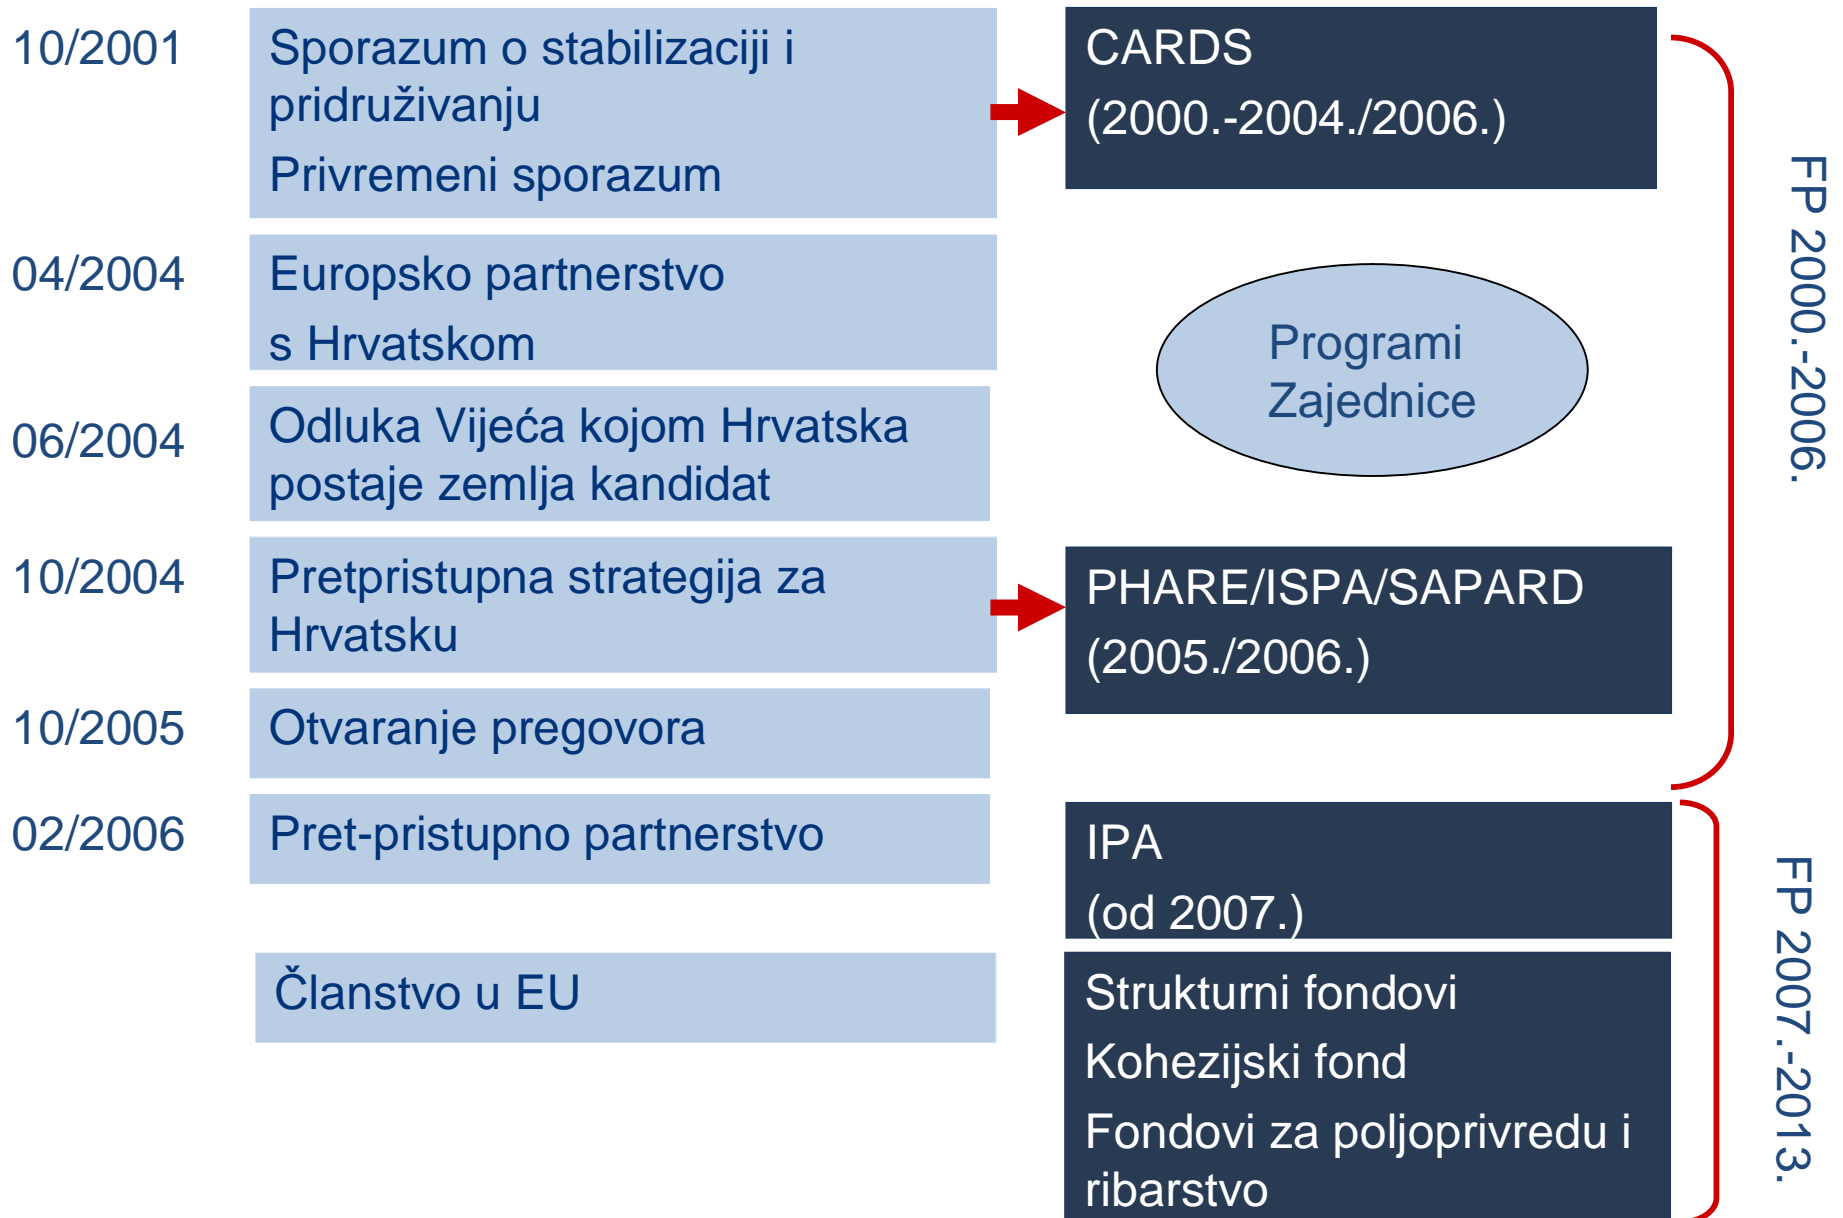 10/2001
Sporazum o stabilizaciji i
pridruživanju
Privremeni sporazum
CARDS
(2000.-2004./2006.)
04/2004
Europsko partnerstvo
s Hrvatskom
Programi
Zajednice
06/2004
Odluka Vijeća kojom Hrvatska
postaje zemlja kandidat
10/2004
Pretpristupna strategija za
Hrvatsku
PHARE/ISPA/SAPARD
(2005./2006.)
10/2005
Otvaranje pregovora
FP 2000.-2006.
02/2006
Pret-pristupno partnerstvo
IPA
(od 2007.)
Članstvo u EU
Strukturni fondovi
Kohezijski fond
Fondovi za poljoprivredu i
ribarstvo
FP 2007.-2013.